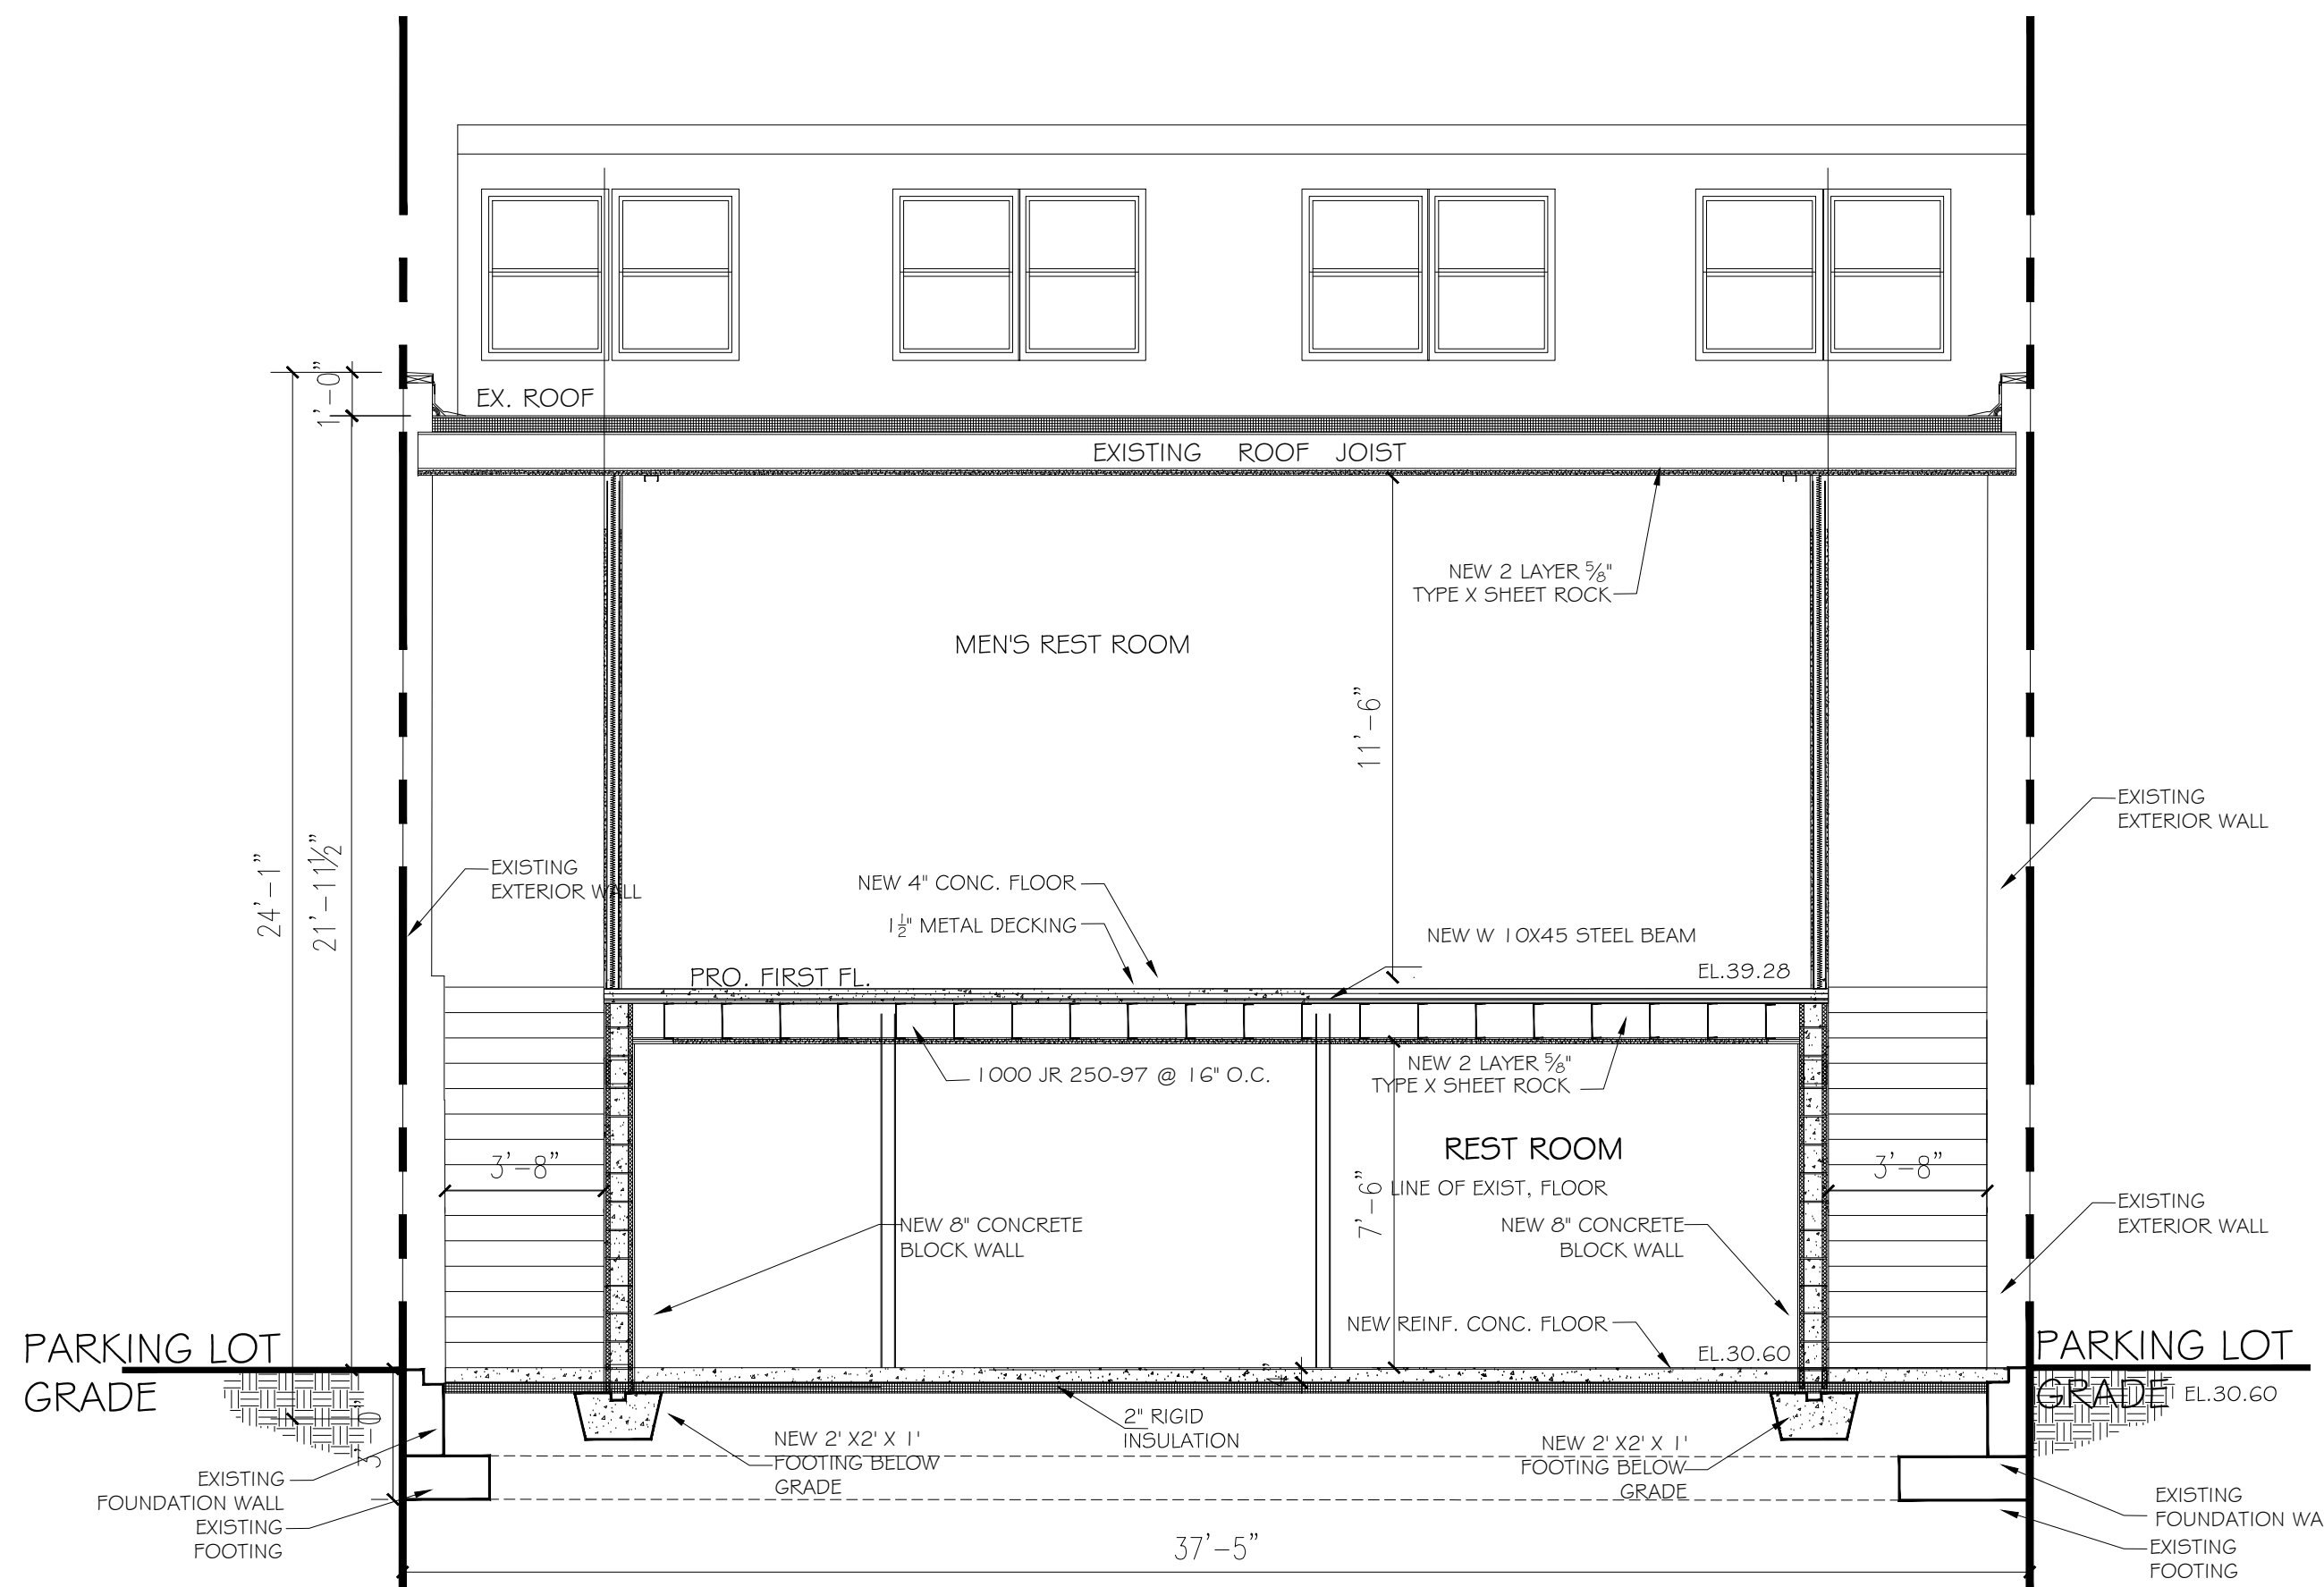 EX. ROOF
1'-0"
EXISTING ROOF JOIST
NEW 2 LAYER 5/8"
TYPE X SHEET ROCK
MEN'S REST ROOM
11'-6"
EXISTING
EXTERIOR WALL
24'-1"
21'-11½"
EXISTING
EXTERIOR WALL
NEW 4" CONC. FLOOR
1½" METAL DECKING
NEW W 10X45 STEEL BEAM
PRO. FIRST FL.
EL.39.28
1000 JR 250-97 @ 16" O.C.
NEW 2 LAYER 5/8"
TYPE X SHEET ROCK
REST ROOM
3'-8"
7'-6"
LINE OF EXIST, FLOOR
3'-8"
NEW 8" CONCRETE
BLOCK WALL
NEW 8" CONCRETE
BLOCK WALL
EXISTING
EXTERIOR WALL
NEW REINF. CONC. FLOOR
EL.30.60
PARKING LOT
GRADE
PARKING LOT
GRADE EL.30.60
4"
2" RIGID
INSULATION
NEW 2' X2' X 1'
FOOTING BELOW
GRADE
NEW 2' X2' X 1'
FOOTING BELOW
GRADE
EXISTING
FOUNDATION WALL
EXISTING
FOOTING
EXISTING
FOUNDATION WA
EXISTING
FOOTING
37'-5"